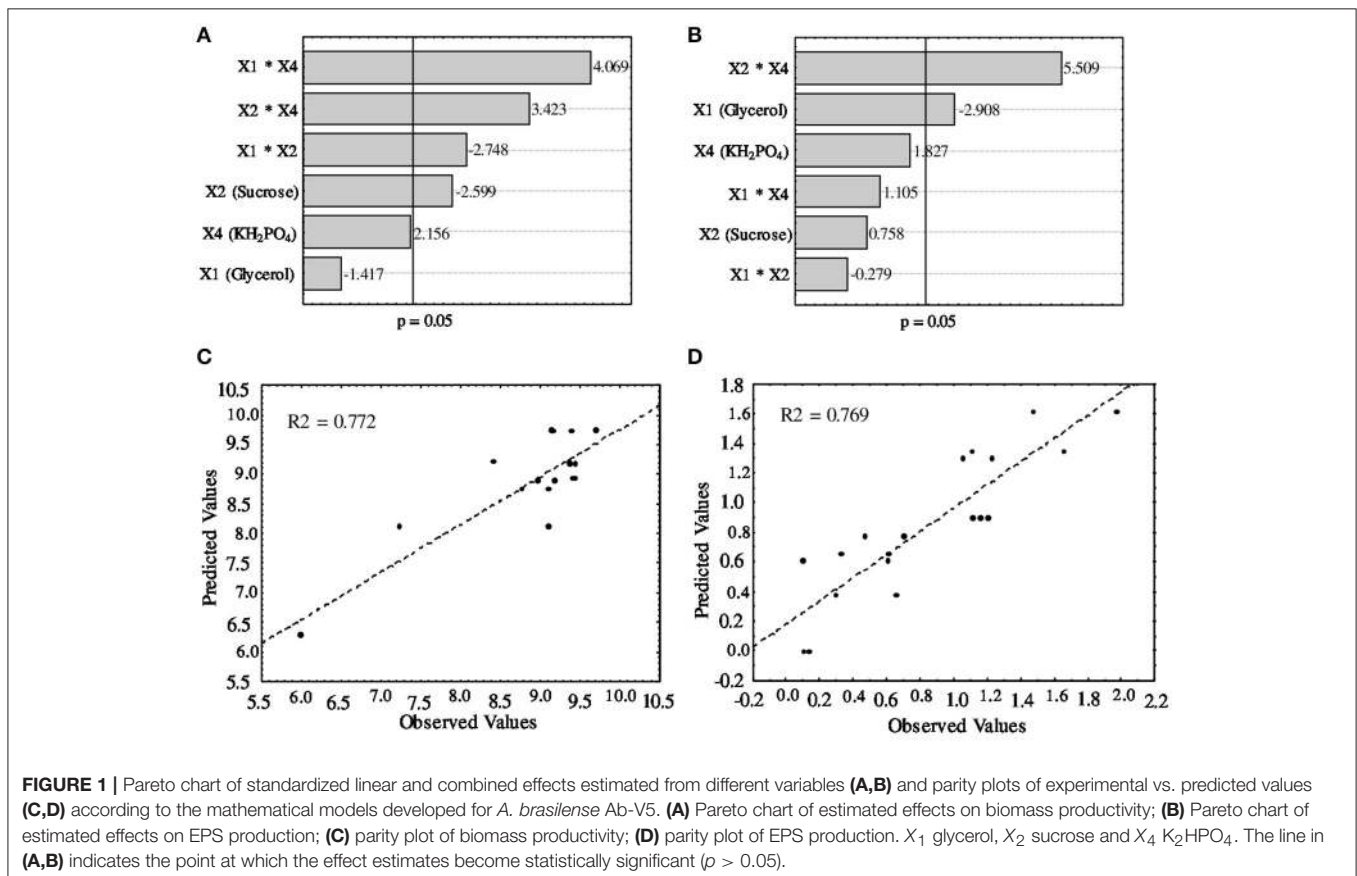 A
X1 * X4
4.069
X2 * X4
3.423
X1 * X2
-2.748
X2 (Sucrose)
-2.599
X4 (KH₂PO₄)
2.156
X1 (Glycerol)
-1.417
p = 0.05
B
X2 * X4
5.509
X1 (Glycerol)
-2.908
X4 (KH₂PO₄)
1.827
X1 * X4
1.105
X2 (Sucrose)
0.758
X1 * X2
-0.279
p = 0.05
C
R2 = 0.772
Predicted Values
10.5
10.0
9.5
9.0
8.5
8.0
7.5
7.0
6.5
6.0
5.5
5.5 6.0 6.5 7.0 7.5 8.0 8.5 9.0 9.5 10.0 10.5
Observed Values
D
R2 = 0.769
Predicted Values
1.8
1.6
1.4
1.2
1.0
0.8
0.6
0.4
0.2
0.0
-0.2
-0.2 0.0 0.2 0.4 0.6 0.8 1.0 1.2 1.4 1.6 1.8 2.0 2.2
Observed Values
FIGURE 1 | Pareto chart of standardized linear and combined effects estimated from different variables (A,B) and parity plots of experimental vs. predicted values
(C,D) according to the mathematical models developed for A. brasilense Ab-V5. (A) Pareto chart of estimated effects on biomass productivity; (B) Pareto chart of
estimated effects on EPS production; (C) parity plot of biomass productivity; (D) parity plot of EPS production. X₁ glycerol, X₂ sucrose and X₄ K₂HPO₄. The line in
(A,B) indicates the point at which the effect estimates become statistically significant (p > 0.05).